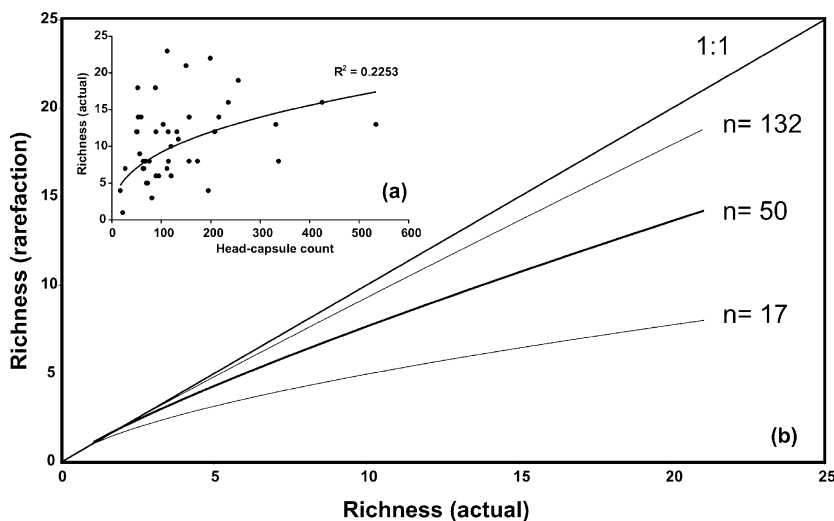 25
20
15
10
5
0
Richness (rarefaction)
25
20
15
10
5
0
Richness (actual)
R² = 0.2253
(a)
0 100 200 300 400 500 600
Head-capsule count
1:1
n= 132
n= 50
n= 17
(b)
0 5 10 15 20 25
Richness (actual)